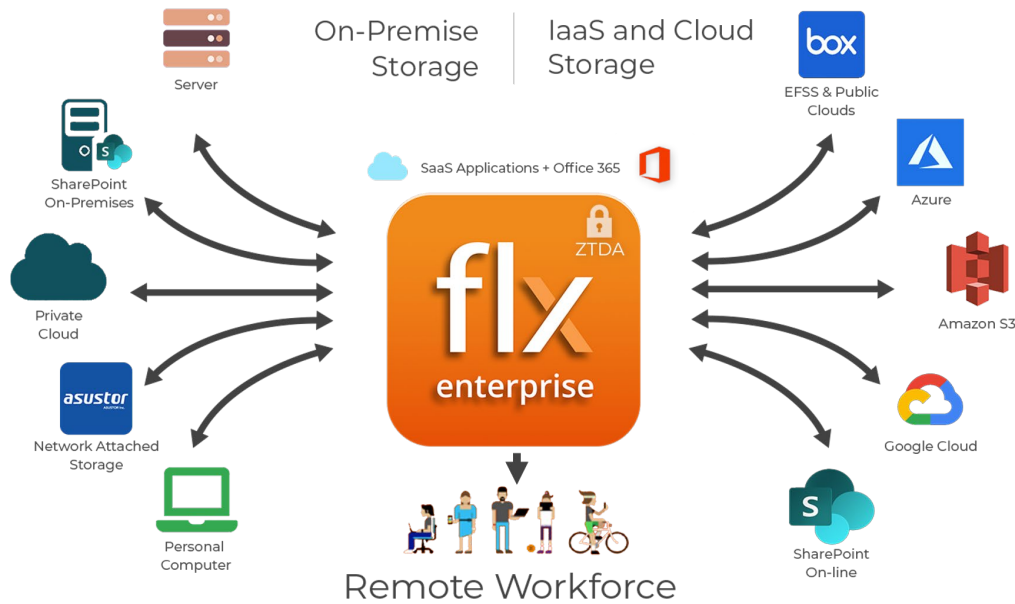 On-Premise
Storage
IaaS and Cloud
Storage
Server
box
EFSS & Public
Clouds
SharePoint
On-Premises
S
SaaS Applications + Office 365
Azure
ZTDA
flx
enterprise
Private
Cloud
Amazon S3
asustor
ASUSTOR Inc.
Network Attached
Storage
Google Cloud
Personal
Computer
S
SharePoint
On-line
Remote Workforce